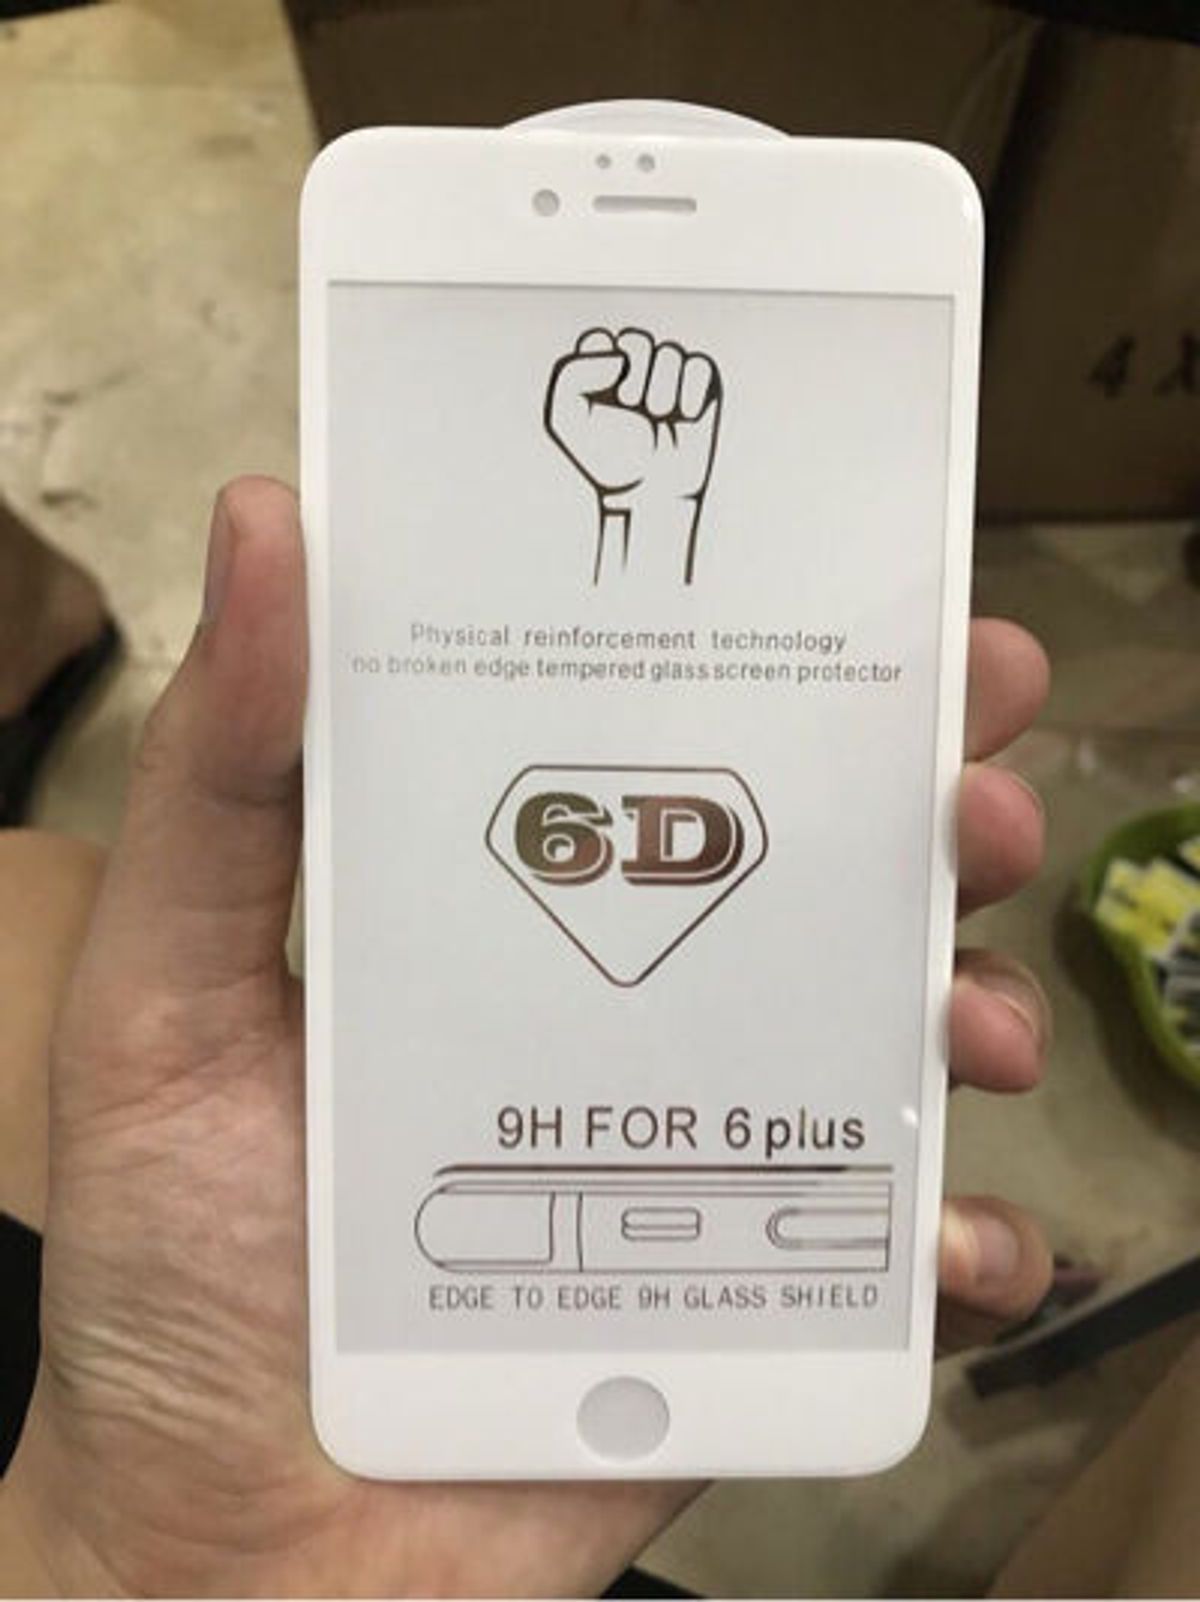 Physical reinforcement technology
no broken edge tempered glass screen protector
6D
9H FOR 6 plus
EDGE TO EDGE 9H GLASS SHIELD
4